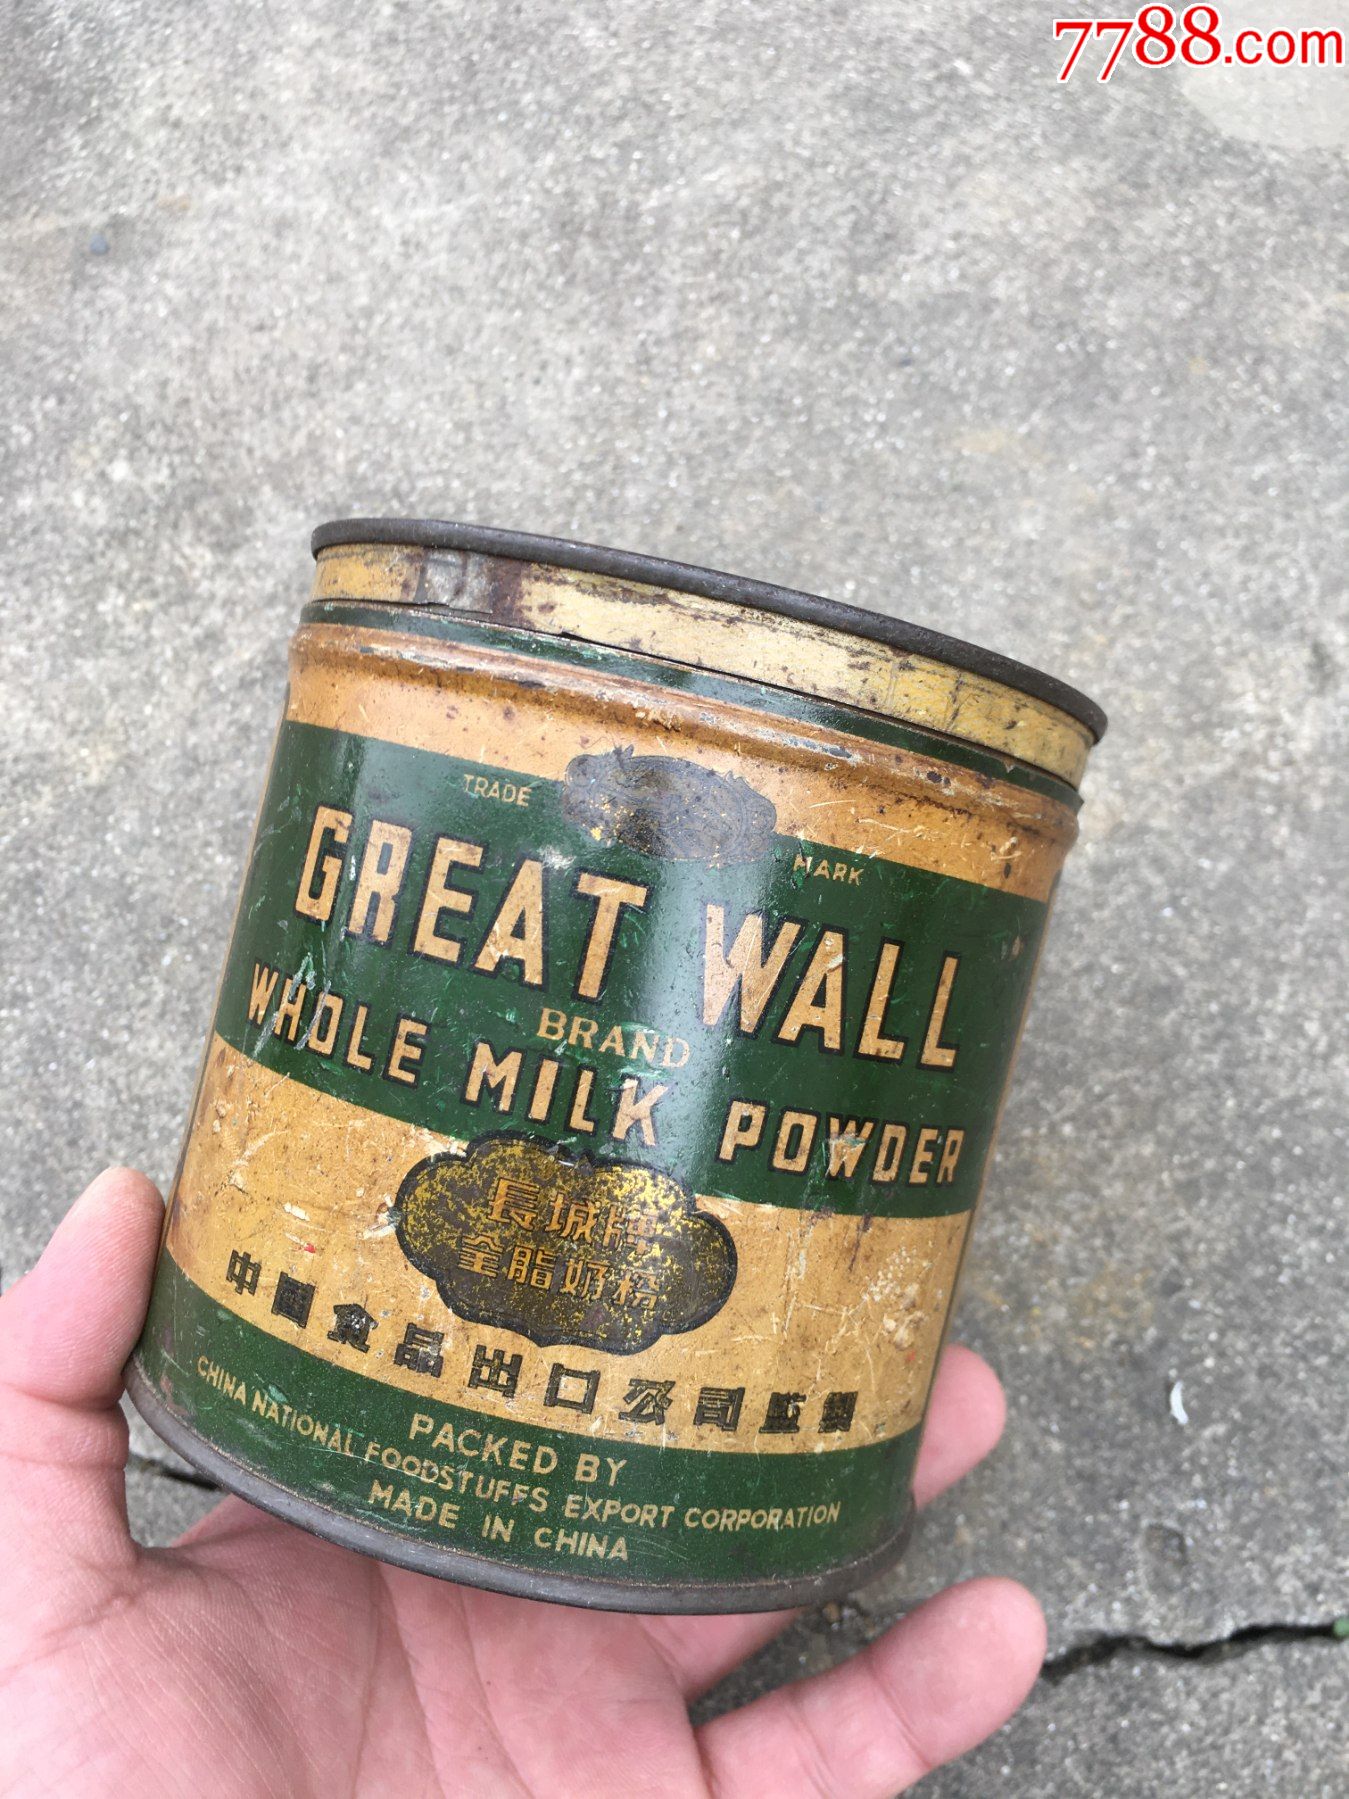 7788.com
TRADE MARK
GREAT WALL
BRAND
WHOLE MILK POWDER
長城牌
全脂奶粉
中國食品出口公司監製
PACKED BY
CHINA NATIONAL FOODSTUFFS EXPORT CORPORATION
MADE IN CHINA